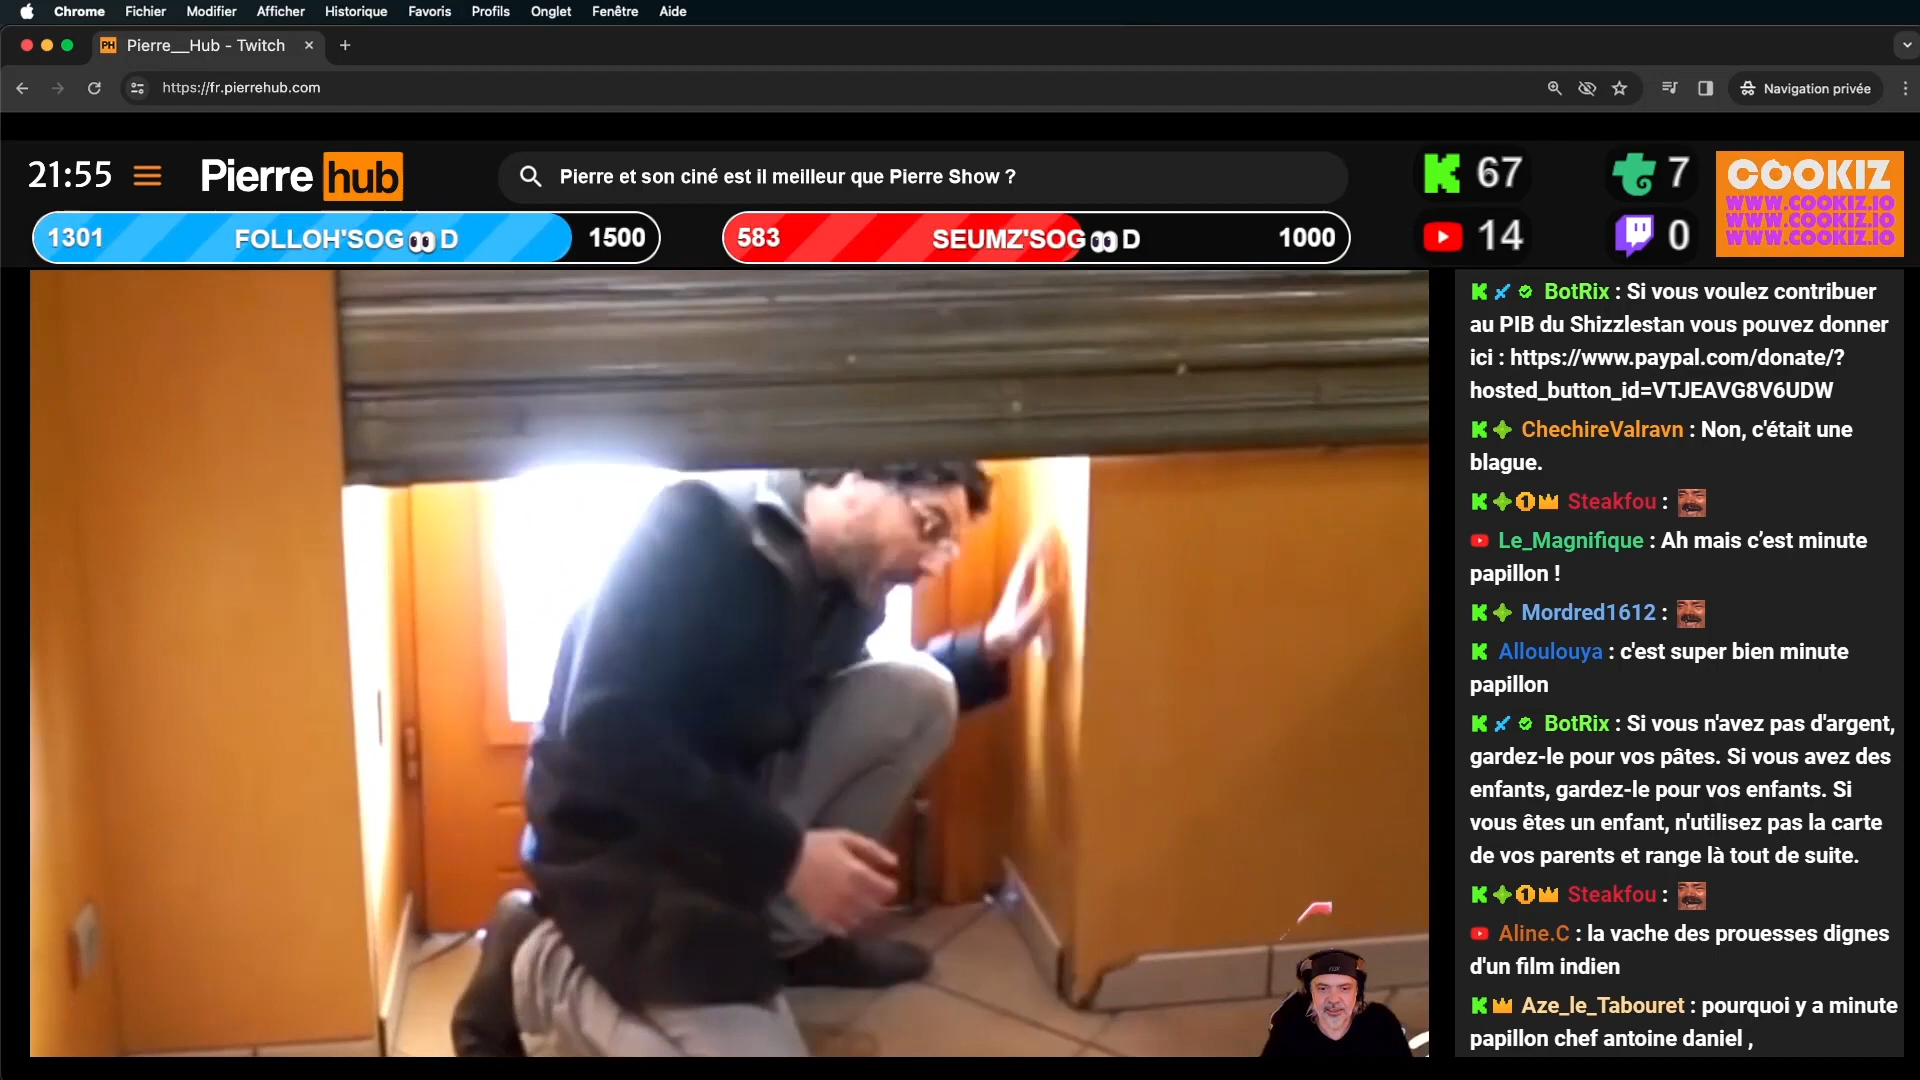 Chrome Fichier Modifier Afficher Historique Favoris Profils Onglet Fenêtre Aide
PH Pierre__Hub - Twitch
https://fr.pierrehub.com
Navigation privée
21:55
Pierre hub
Pierre et son ciné est il meilleur que Pierre Show ?
67
7
14
0
COOKIZ
WWW.COOKIZ.IO
WWW.COOKIZ.IO
WWW.COOKIZ.IO
1301 FOLLOH'SOG👀D 1500
583 SEUMZ'SOG👀D 1000
BotRix : Si vous voulez contribuer
au PIB du Shizzlestan vous pouvez donner
ici : https://www.paypal.com/donate/?
hosted_button_id=VTJEAVG8V6UDW
ChechireValravn : Non, c'était une
blague.
Steakfou :
Le_Magnifique : Ah mais c’est minute
papillon !
Mordred1612 :
Alloulouya : c'est super bien minute
papillon
BotRix : Si vous n'avez pas d'argent,
gardez-le pour vos pâtes. Si vous avez des
enfants, gardez-le pour vos enfants. Si
vous êtes un enfant, n'utilisez pas la carte
de vos parents et range là tout de suite.
Steakfou :
Aline.C : la vache des prouesses dignes
d'un film indien
Aze_le_Tabouret : pourquoi y a minute
papillon chef antoine daniel ,